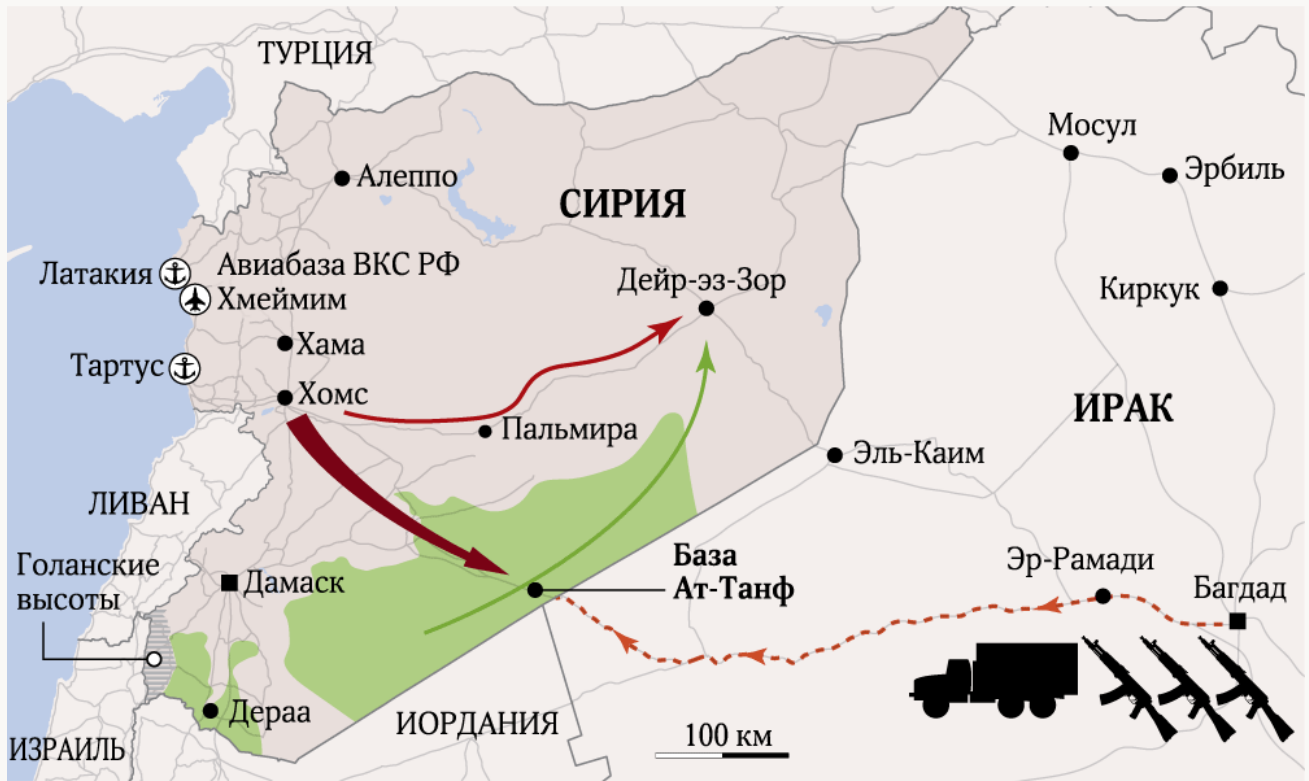 ТУРЦИЯ
Мосул
Эрбиль
Алеппо
СИРИЯ
Латакия
Авиабаза ВКС РФ
Хмеймим
Дейр-эз-Зор
Киркук
Хама
Тартус
Хомс
ИРАК
Пальмира
Эль-Каим
ЛИВАН
База
Ат-Танф
Голанские
высоты
Дамаск
Эр-Рамади
Багдад
Дераа
ИОРДАНИЯ
100 км
ИЗРАИЛЬ